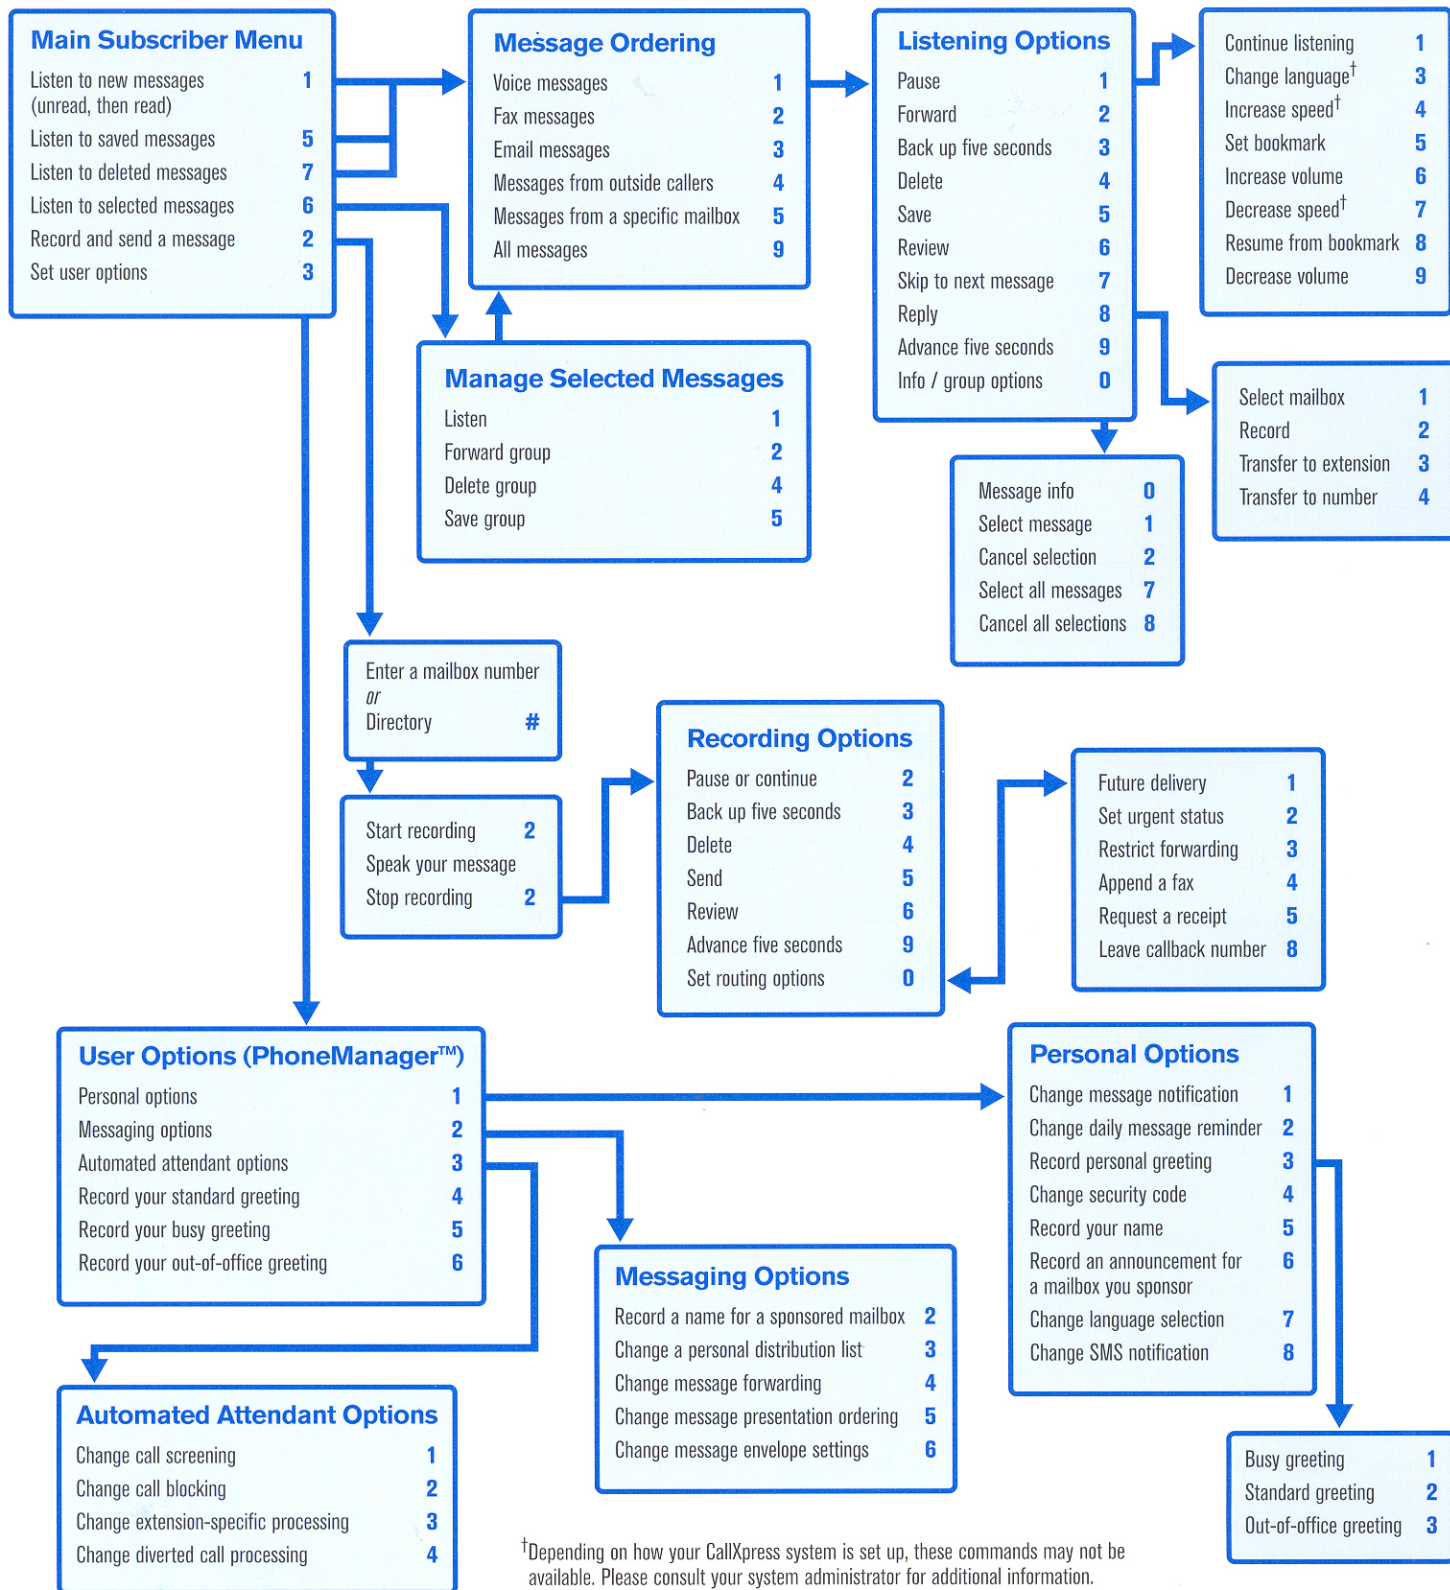 Main Subscriber Menu
Listen to new messages 1
(unread, then read)
Listen to saved messages 5
Listen to deleted messages 7
Listen to selected messages 6
Record and send a message 2
Set user options 3
Message Ordering
Voice messages 1
Fax messages 2
Email messages 3
Messages from outside callers 4
Messages from a specific mailbox 5
All messages 9
Listening Options
Pause 1
Forward 2
Back up five seconds 3
Delete 4
Save 5
Review 6
Skip to next message 7
Reply 8
Advance five seconds 9
Info / group options 0
Continue listening 1
Change language† 3
Increase speed† 4
Set bookmark 5
Increase volume 6
Decrease speed† 7
Resume from bookmark 8
Decrease volume 9
Manage Selected Messages
Listen 1
Forward group 2
Delete group 4
Save group 5
Select mailbox 1
Record 2
Transfer to extension 3
Transfer to number 4
Message info 0
Select message 1
Cancel selection 2
Select all messages 7
Cancel all selections 8
Enter a mailbox number
or
Directory #
Start recording 2
Speak your message
Stop recording 2
Recording Options
Pause or continue 2
Back up five seconds 3
Delete 4
Send 5
Review 6
Advance five seconds 9
Set routing options 0
Future delivery 1
Set urgent status 2
Restrict forwarding 3
Append a fax 4
Request a receipt 5
Leave callback number 8
User Options (PhoneManager™)
Personal options 1
Messaging options 2
Automated attendant options 3
Record your standard greeting 4
Record your busy greeting 5
Record your out-of-office greeting 6
Personal Options
Change message notification 1
Change daily message reminder 2
Record personal greeting 3
Change security code 4
Record your name 5
Record an announcement for 6
a mailbox you sponsor
Change language selection 7
Change SMS notification 8
Messaging Options
Record a name for a sponsored mailbox 2
Change a personal distribution list 3
Change message forwarding 4
Change message presentation ordering 5
Change message envelope settings 6
Automated Attendant Options
Change call screening 1
Change call blocking 2
Change extension-specific processing 3
Change diverted call processing 4
Busy greeting 1
Standard greeting 2
Out-of-office greeting 3
†Depending on how your CallXpress system is set up, these commands may not be
available. Please consult your system administrator for additional information.